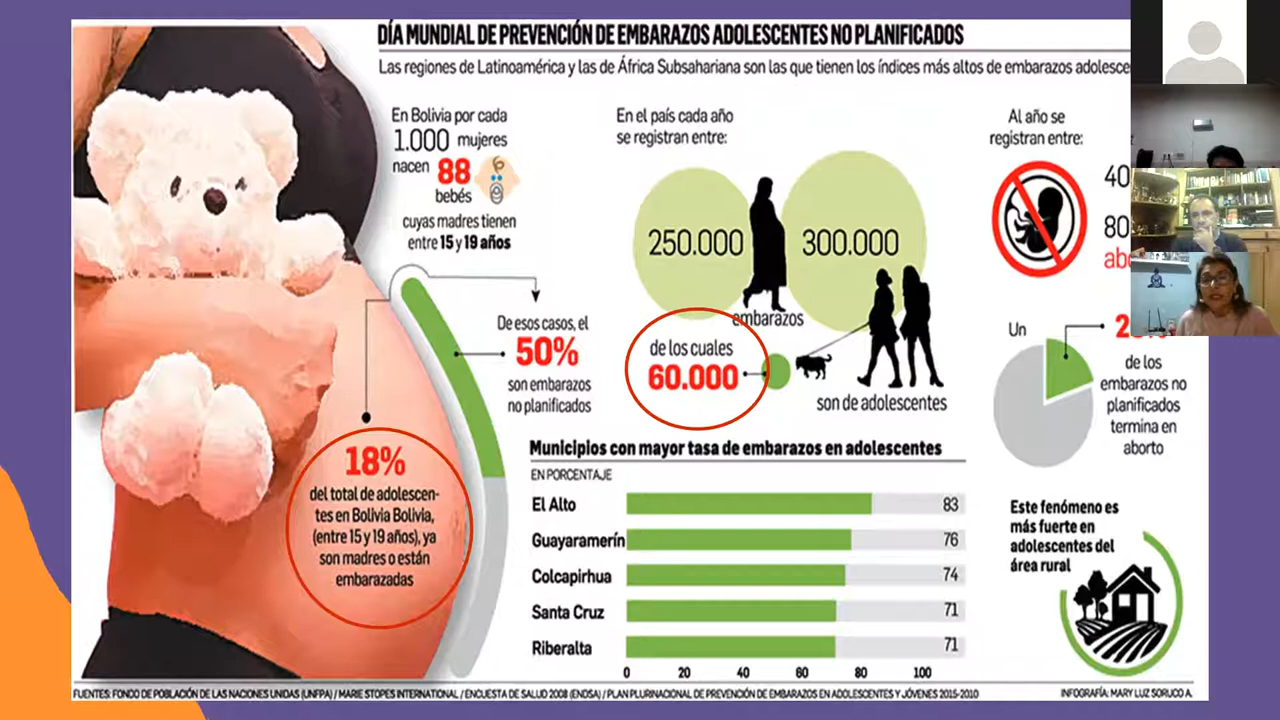 DÍA MUNDIAL DE PREVENCIÓN DE EMBARAZOS ADOLESCENTES NO PLANIFICADOS
Las regiones de Latinoamérica y las de África Subsahariana son las que tienen los índices más altos de embarazos
En Bolivia por cada
1.000 mujeres
nacen 88
bebés
cuyas madres tienen
entre 15 y 19 años
De esos casos, el
50%
son embarazos
no planificados
18%
del total de adolescen-
tes en Bolivia Bolivia,
(entre 15 y 19 años), ya
son madres o están
embarazadas
En el país cada año
se registran entre:
250.000
300.000
embarazos
de los cuales
60.000
son de adolescentes
Al año se
registran entre:
Un
de los
embarazos no
planificados
termina en
aborto
Municipios con mayor tasa de embarazos en adolescentes
EN PORCENTAJE
El Alto 83
Guayaramerín 76
Colcapirhua 74
Santa Cruz 71
Riberalta 71
0 20 40 60 80 100
Este fenómeno es
más fuerte en
adolescentes del
área rural
FUENTES: FONDO DE POBLACIÓN DE LAS NACIONES UNIDAS (UNFPA) / MARIE STOPES INTERNATIONAL / ENCUESTA DE SALUD 2008 (ENDSA) / PLAN PLURINACIONAL DE PREVENCIÓN DE EMBARAZOS EN ADOLESCENTES Y JÓVENES 2015-2010
INFOGRAFÍA: MARY LUZ SORUCO A.